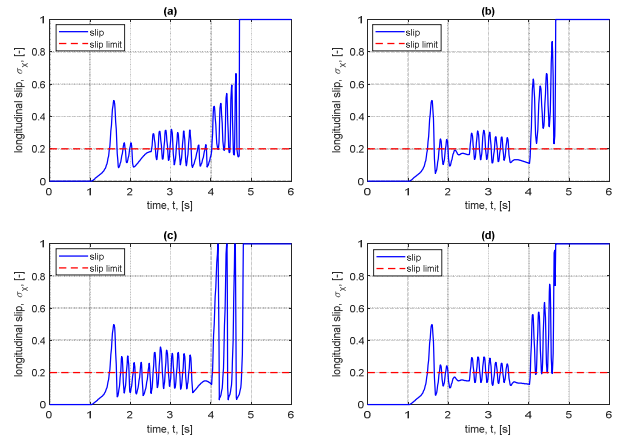 (a)
1
0.8
0.6
0.4
0.2
0
longitudinal slip, σχ, [-]
slip
slip limit
0 1 2 3 4 5 6
time, t, [s]
(b)
1
0.8
0.6
0.4
0.2
0
longitudinal slip, σχ, [-]
slip
slip limit
0 1 2 3 4 5 6
time, t, [s]
(c)
1
0.8
0.6
0.4
0.2
0
longitudinal slip, σχ, [-]
slip
slip limit
0 1 2 3 4 5 6
time, t, [s]
(d)
1
0.8
0.6
0.4
0.2
0
longitudinal slip, σχ, [-]
slip
slip limit
0 1 2 3 4 5 6
time, t, [s]